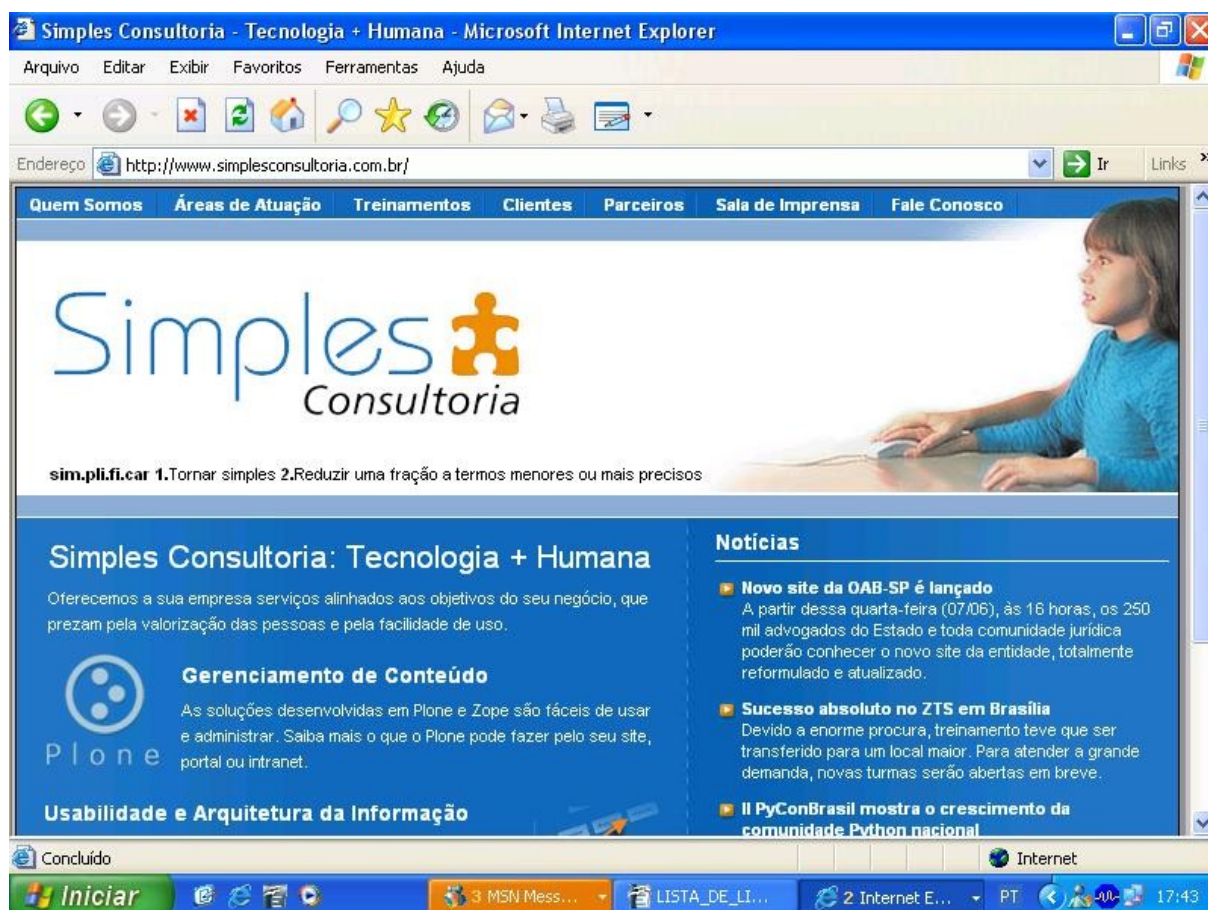 Simples Consultoria - Tecnologia + Humana - Microsoft Internet Explorer
Arquivo Editar Exibir Favoritos Ferramentas Ajuda
Endereço http://www.simplesconsultoria.com.br/ Ir Links
Quem Somos Áreas de Atuação Treinamentos Clientes Parceiros Sala de Imprensa Fale Conosco
Simples
Consultoria
sim.pli.fi.car 1.Tornar simples 2.Reduzir uma fração a termos menores ou mais precisos
Simples Consultoria: Tecnologia + Humana
Oferecemos a sua empresa serviços alinhados aos objetivos do seu negócio, que
prezam pela valorização das pessoas e pela facilidade de uso.
Plone
Gerenciamento de Conteúdo
As soluções desenvolvidas em Plone e Zope são fáceis de usar
e administrar. Saiba mais o que o Plone pode fazer pelo seu site,
portal ou intranet.
Usabilidade e Arquitetura da Informação
Notícias
Novo site da OAB-SP é lançado
A partir dessa quarta-feira (07/06), às 16 horas, os 250
mil advogados do Estado e toda comunidade jurídica
poderão conhecer o novo site da entidade, totalmente
reformulado e atualizado.
Sucesso absoluto no ZTS em Brasília
Devido a enorme procura, treinamento teve que ser
transferido para um local maior. Para atender a grande
demanda, novas turmas serão abertas em breve.
II PyConBrasil mostra o crescimento da
comunidade Python nacional
Concluído Internet
Iniciar 3 MSN Mess... LISTA_DE_LI... 2 Internet E... PT 17:43